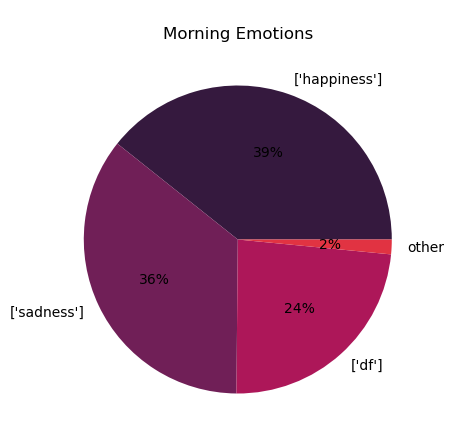 Morning Emotions
['happiness']
39%
2%
other
36%
['sadness']
24%
['df']